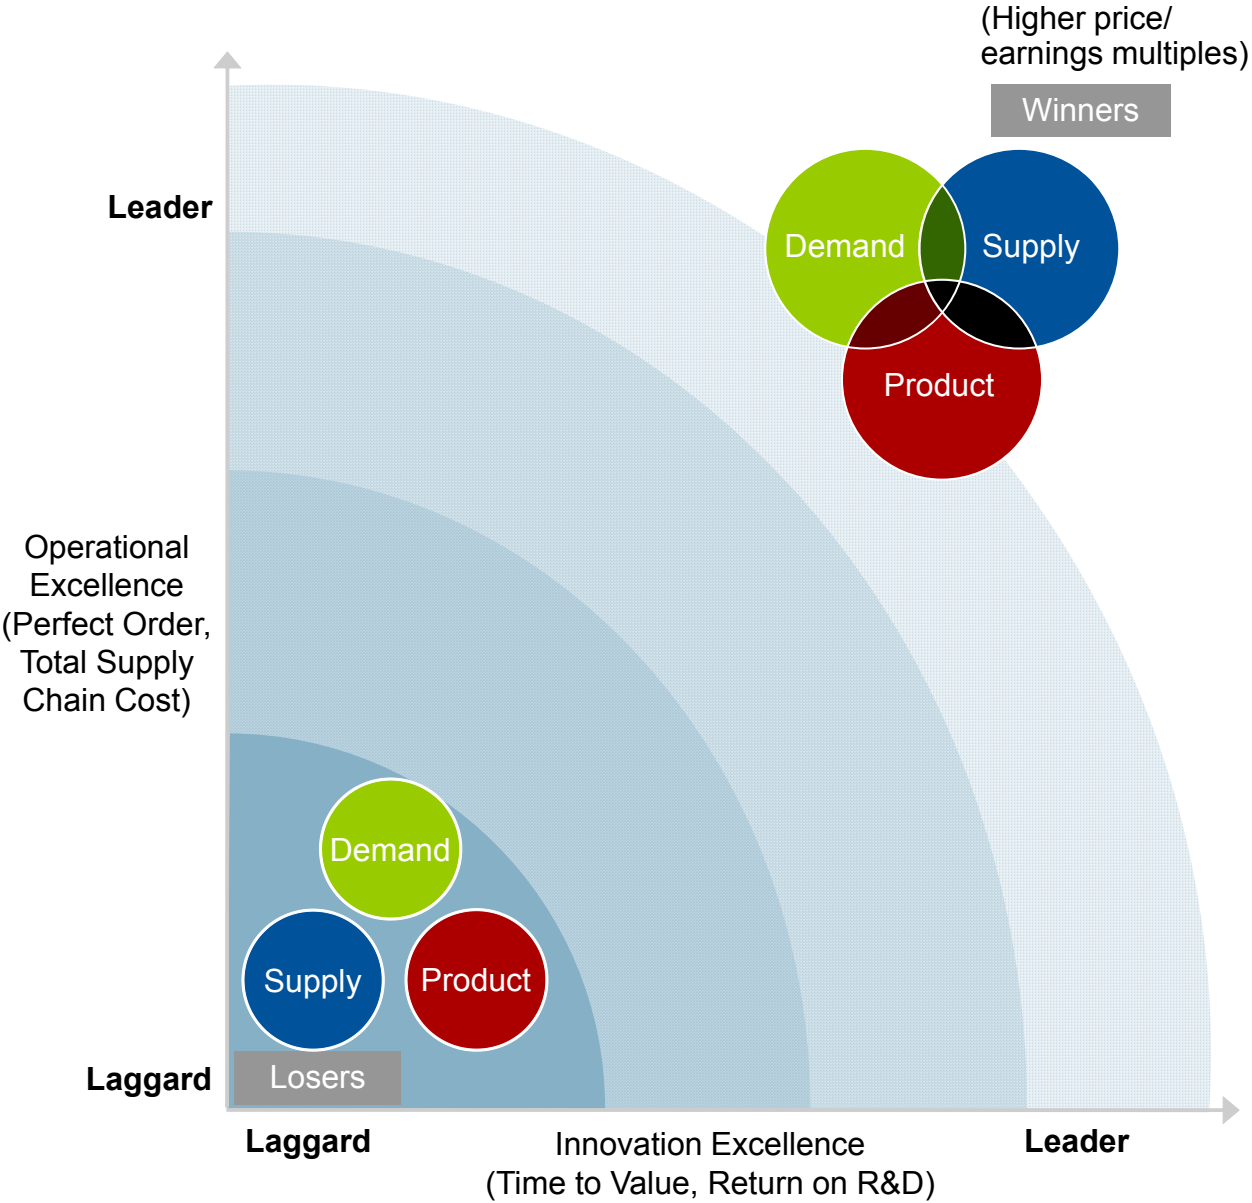 (Higher price/
earnings multiples)
Winners
Leader
Demand
Supply
Product
Operational
Excellence
(Perfect Order,
Total Supply
Chain Cost)
Demand
Supply
Product
Losers
Laggard
Laggard
Innovation Excellence
(Time to Value, Return on R&D)
Leader